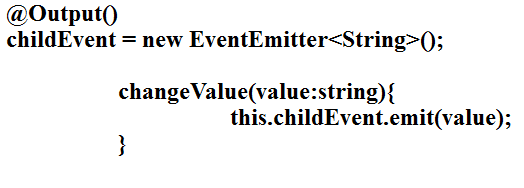 @Output()
childEvent = new EventEmitter<String>();
changeValue(value:string){
this.childEvent.emit(value);
}